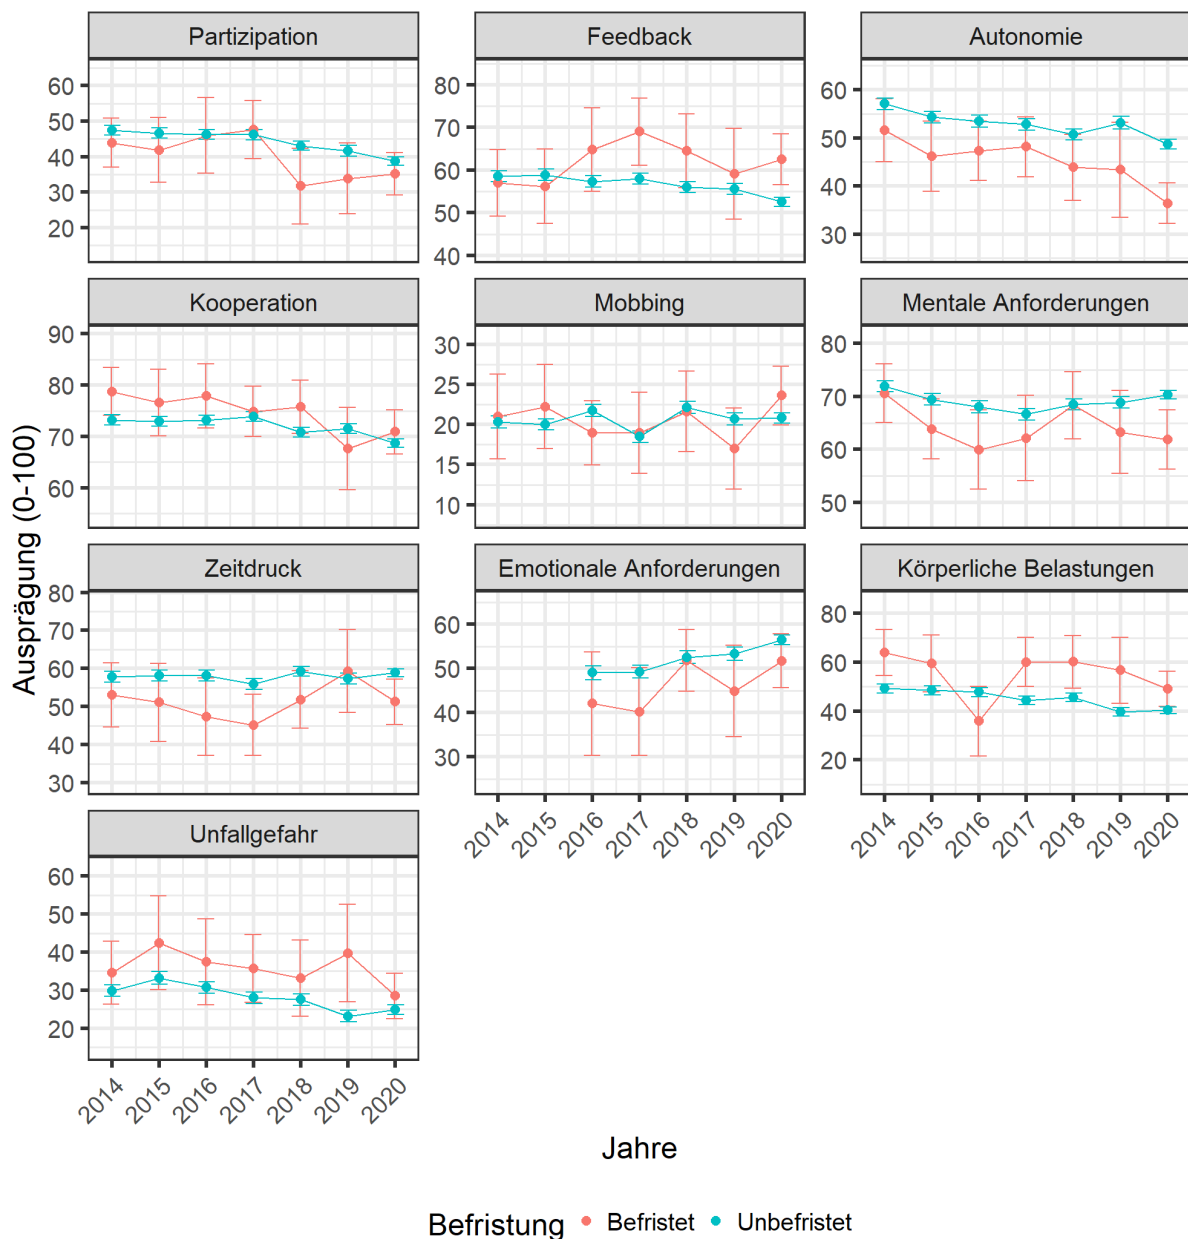 Partizipation
Feedback
Autonomie
60
50
40
30
20
80
70
60
50
40
60
50
40
30
Kooperation
Mobbing
Mentale Anforderungen
90
80
70
60
30
25
20
15
10
80
70
60
50
Zeitdruck
Emotionale Anforderungen
Körperliche Belastungen
80
70
60
50
40
30
60
50
40
30
80
60
40
20
2014 2015 2016 2017 2018 2019 2020
2014 2015 2016 2017 2018 2019 2020
Unfallgefahr
60
50
40
30
20
2014 2015 2016 2017 2018 2019 2020
Ausprägung (0-100)
Jahre
Befristung Befristet Unbefristet